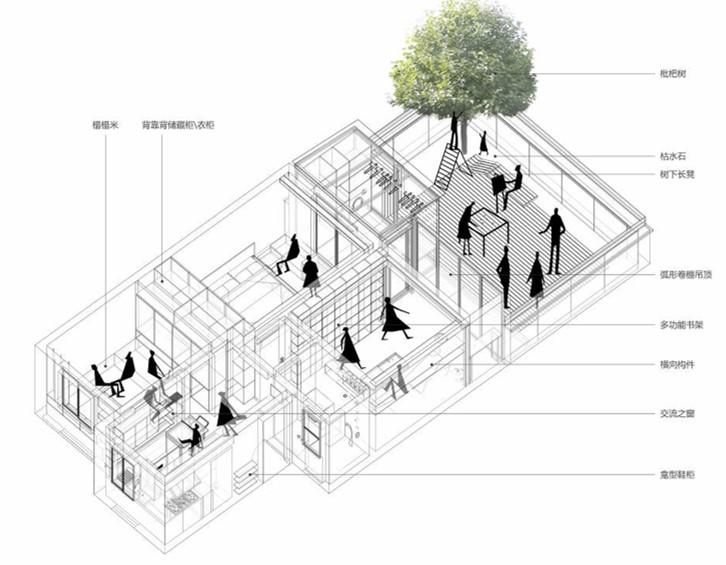 枇杷树
榻榻米
背靠背储藏柜\衣柜
枯水石
树下长凳
弧形卷棚吊顶
多功能书架
横向构件
交流之窗
龛型鞋柜